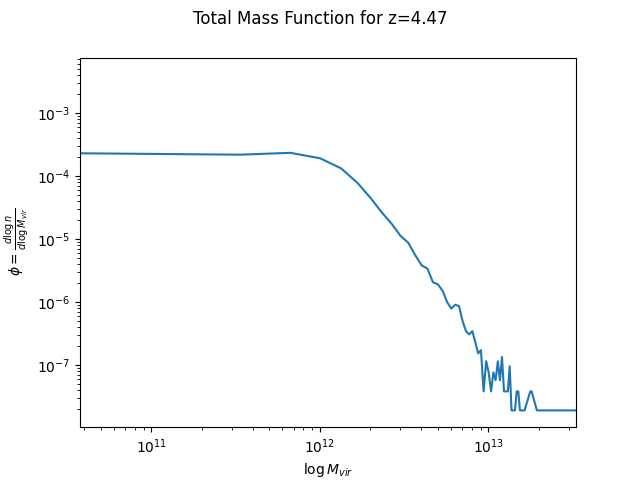 Total Mass Function for z=4.47
10⁻³
10⁻⁴
10⁻⁵
10⁻⁶
10⁻⁷
ϕ = d log n / d log M_vir
10¹¹ 10¹² 10¹³
log M_vir